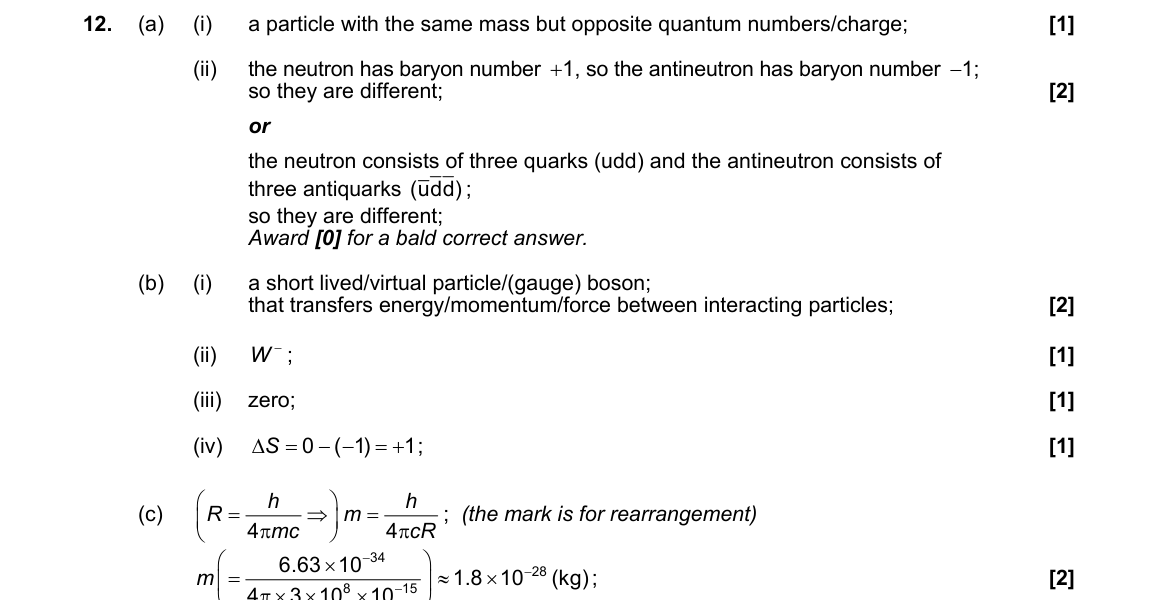 12. (a) (i) a particle with the same mass but opposite quantum numbers/charge; [1]
(ii) the neutron has baryon number +1, so the antineutron has baryon number −1;
so they are different; [2]
or
the neutron consists of three quarks (udd) and the antineutron consists of
three antiquarks (u̅d̅d̅);
so they are different;
Award [0] for a bald correct answer.
(b) (i) a short lived/virtual particle/(gauge) boson;
that transfers energy/momentum/force between interacting particles; [2]
(ii) W⁻; [1]
(iii) zero; [1]
(iv) ΔS = 0 − (−1) = +1; [1]
(c) (R = h/4πmc ⇒) m = h/4πcR; (the mark is for rearrangement)
m(= 6.63×10⁻³⁴/4π×3×10⁸×10⁻¹⁵) ≈ 1.8×10⁻²⁸ (kg); [2]